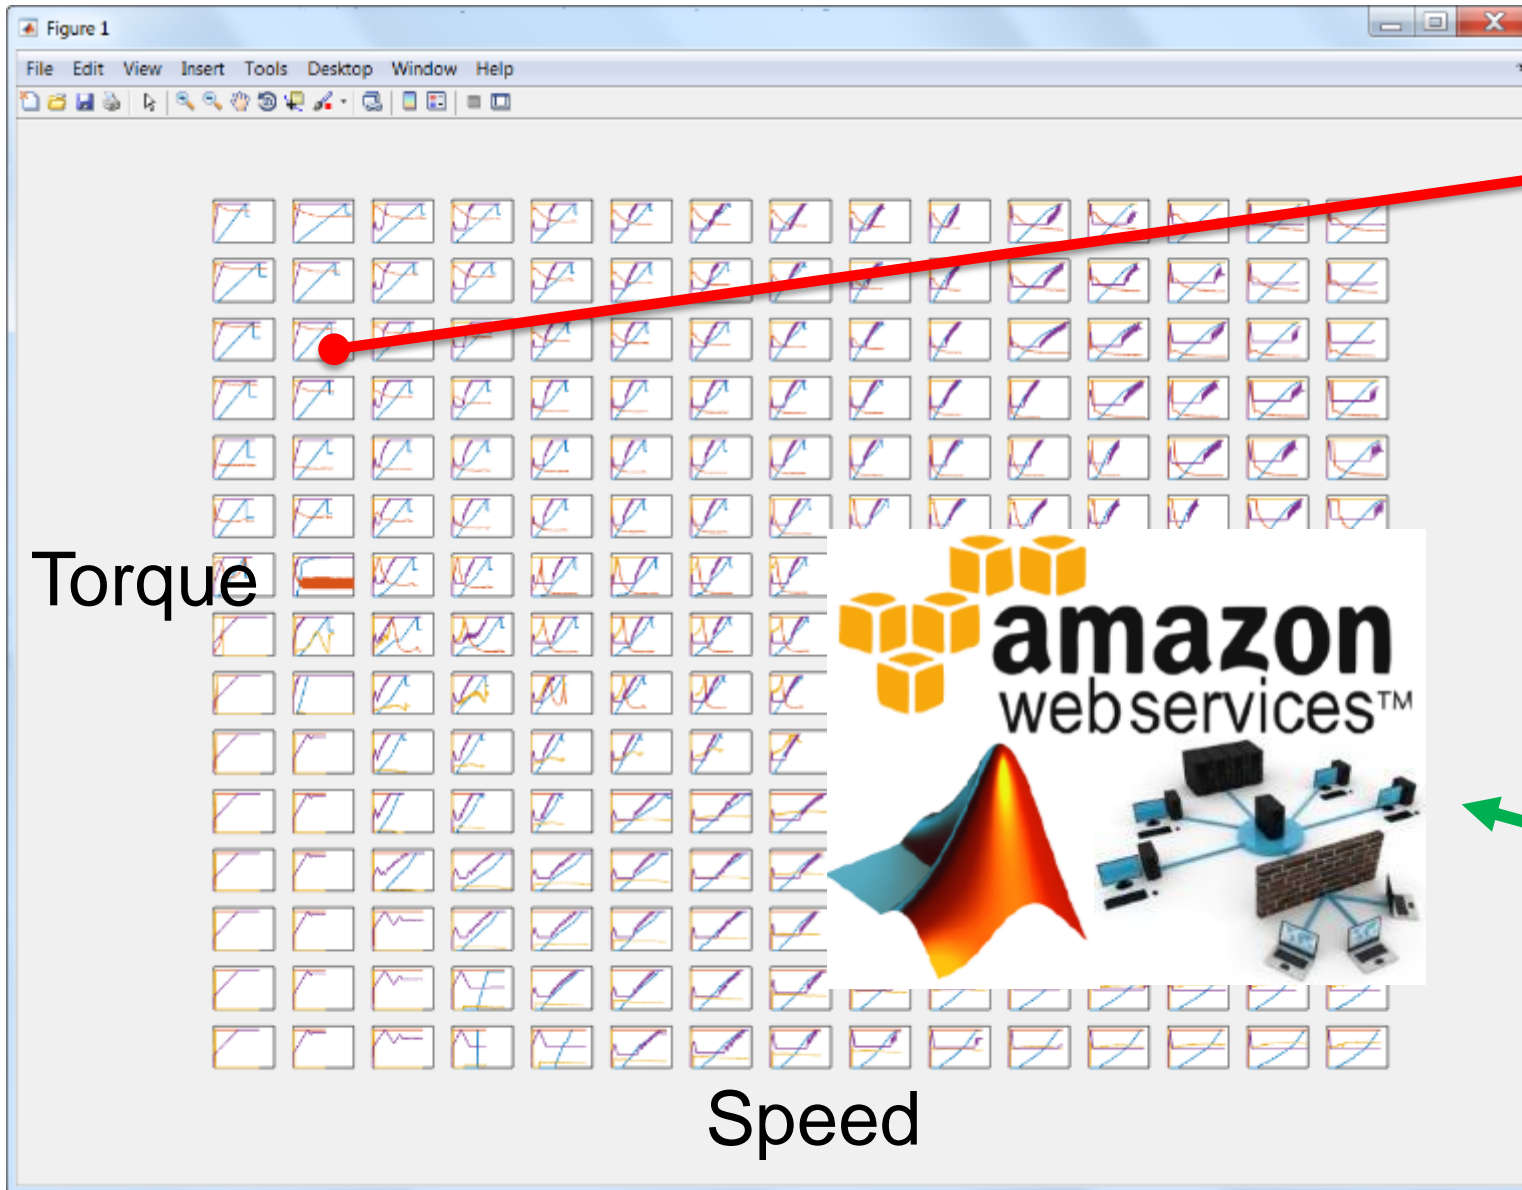 Figure 1
File Edit View Insert Tools Desktop Window Help
Torque
amazon
webservices™
Speed